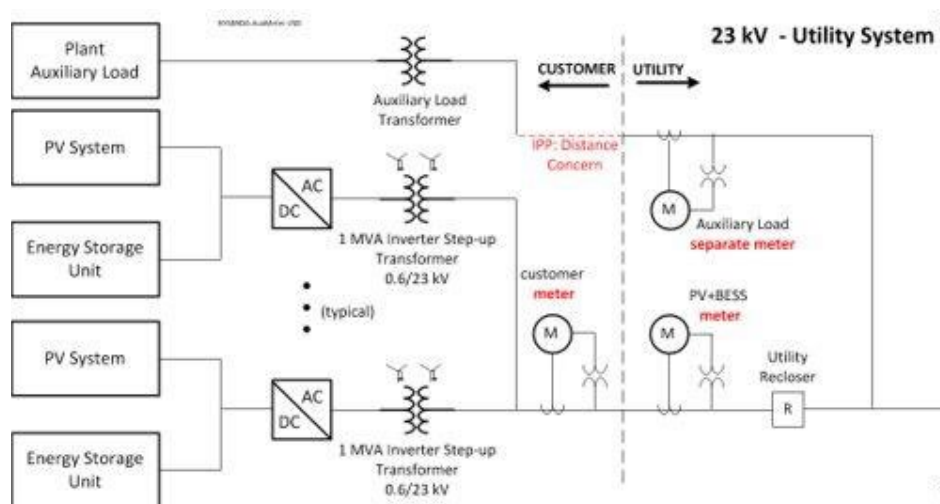 23 kV - Utility System
Plant
Auxiliary Load
CUSTOMER
UTILITY
Auxiliary Load
Transformer
IPP: Distance
Concern
PV System
AC
DC
M
Auxiliary Load
separate meter
Energy Storage
Unit
1 MVA Inverter Step-up
Transformer
0.6/23 kV
customer
meter
PV+BESS
meter
(typical)
M
M
PV System
Utility
Recloser
R
AC
DC
Energy Storage
Unit
1 MVA Inverter Step-up
Transformer
0.6/23 kV